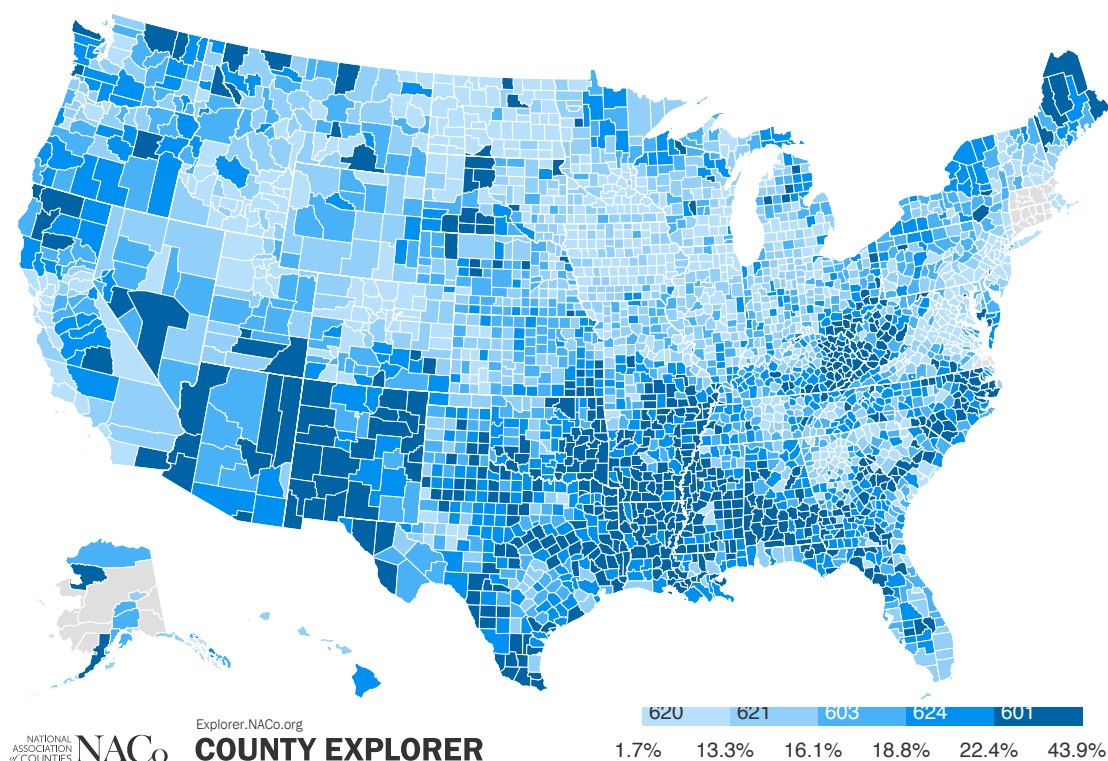 620 621 603 624 601
1.7% 13.3% 16.1% 18.8% 22.4% 43.9%
Explorer.NACo.org
NATIONAL
ASSOCIATION
of COUNTIES
NACo
COUNTY EXPLORER